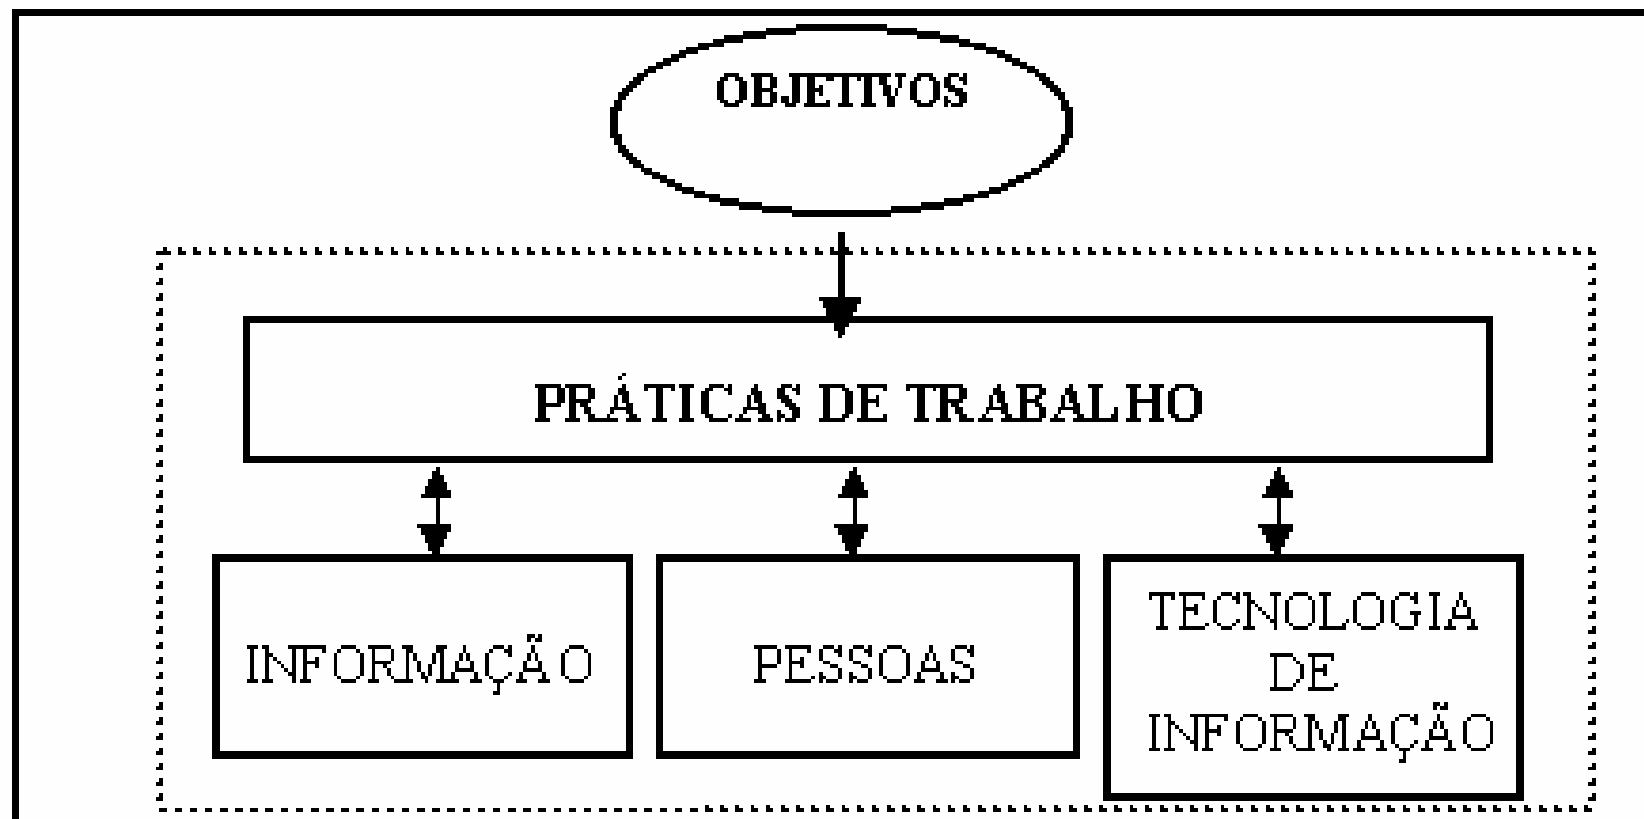 OBJETIVOS
PRÁTICAS DE TRABALHO
INFORMAÇÃO
PESSOAS
TECNOLOGIA
DE
INFORMAÇÃO